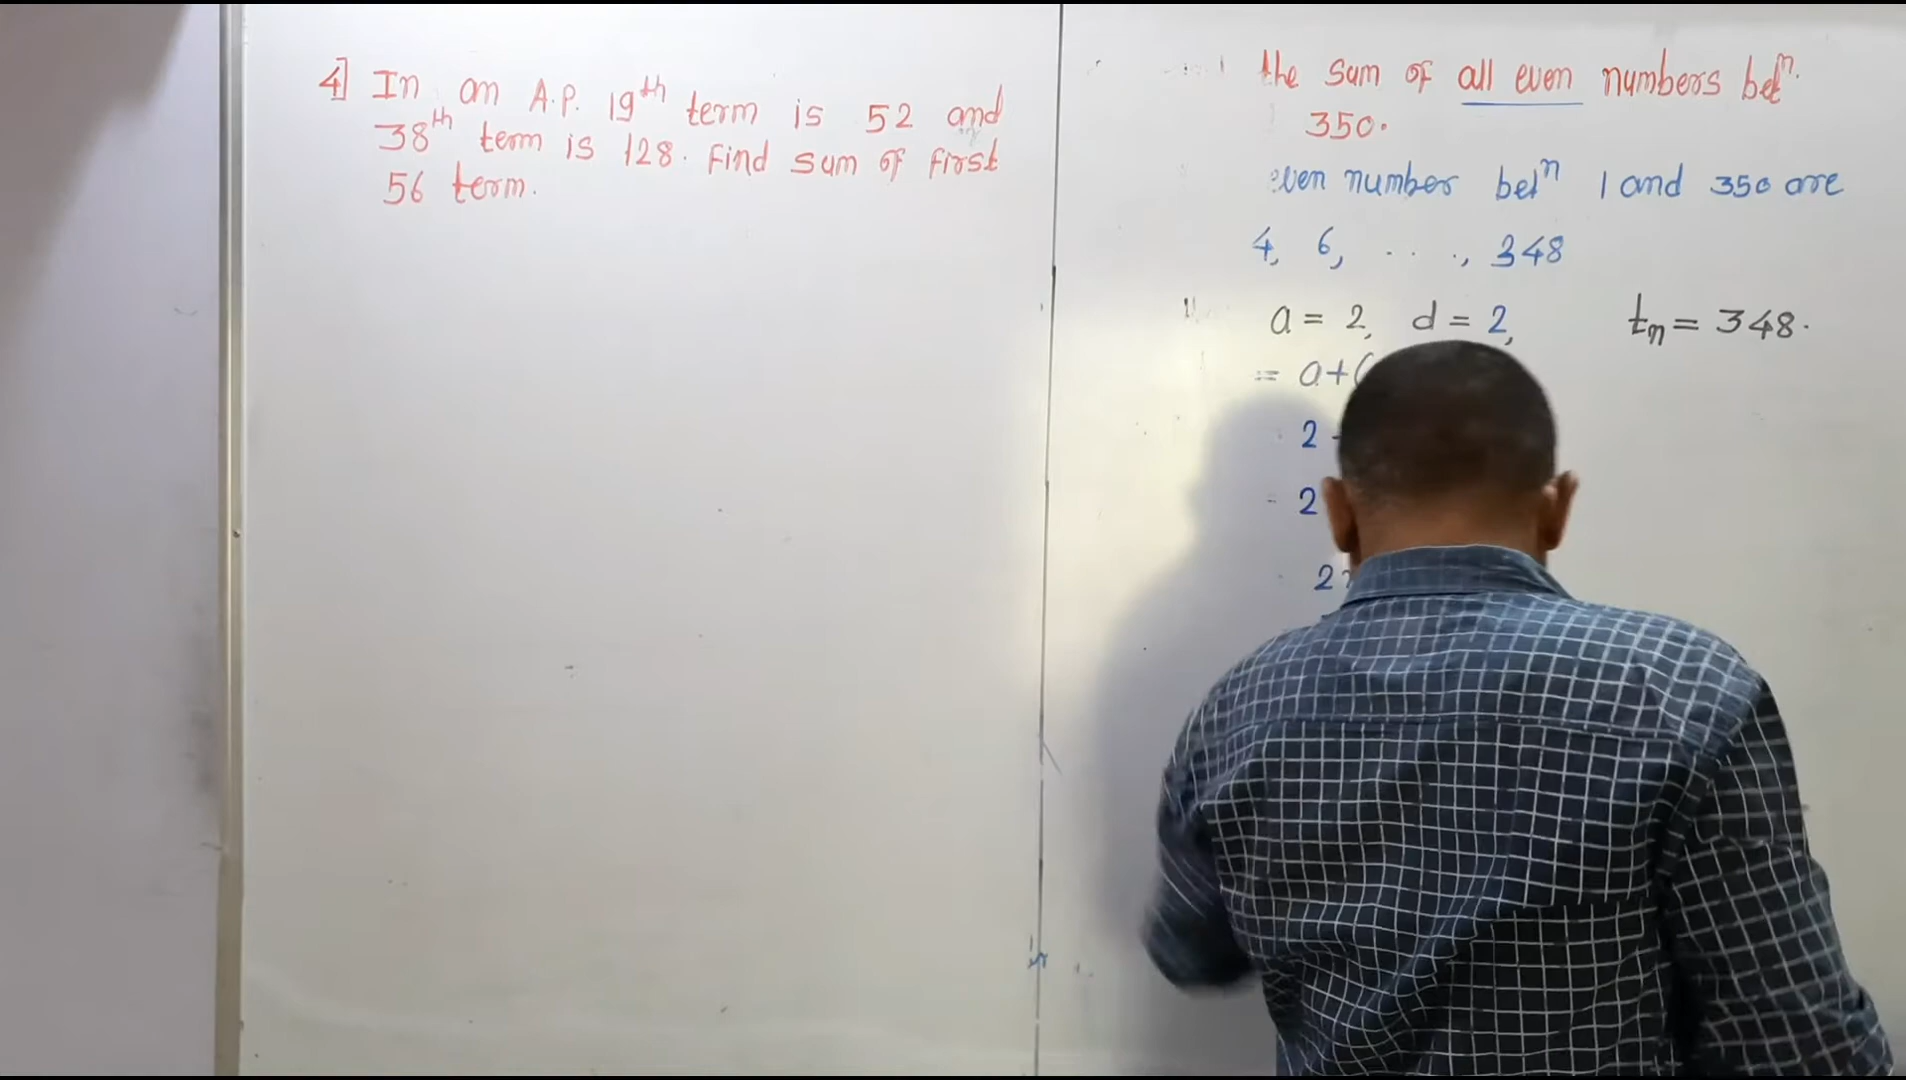 4] In an A.P. 19th term is 52 and
38th term is 128. Find sum of first
56 term.
the sum of all even numbers betn.
350.
even number betn 1 and 350 are
4, 6, . . ., 348
a = 2, d = 2, tn = 348.
= a+(
2
= 2
2